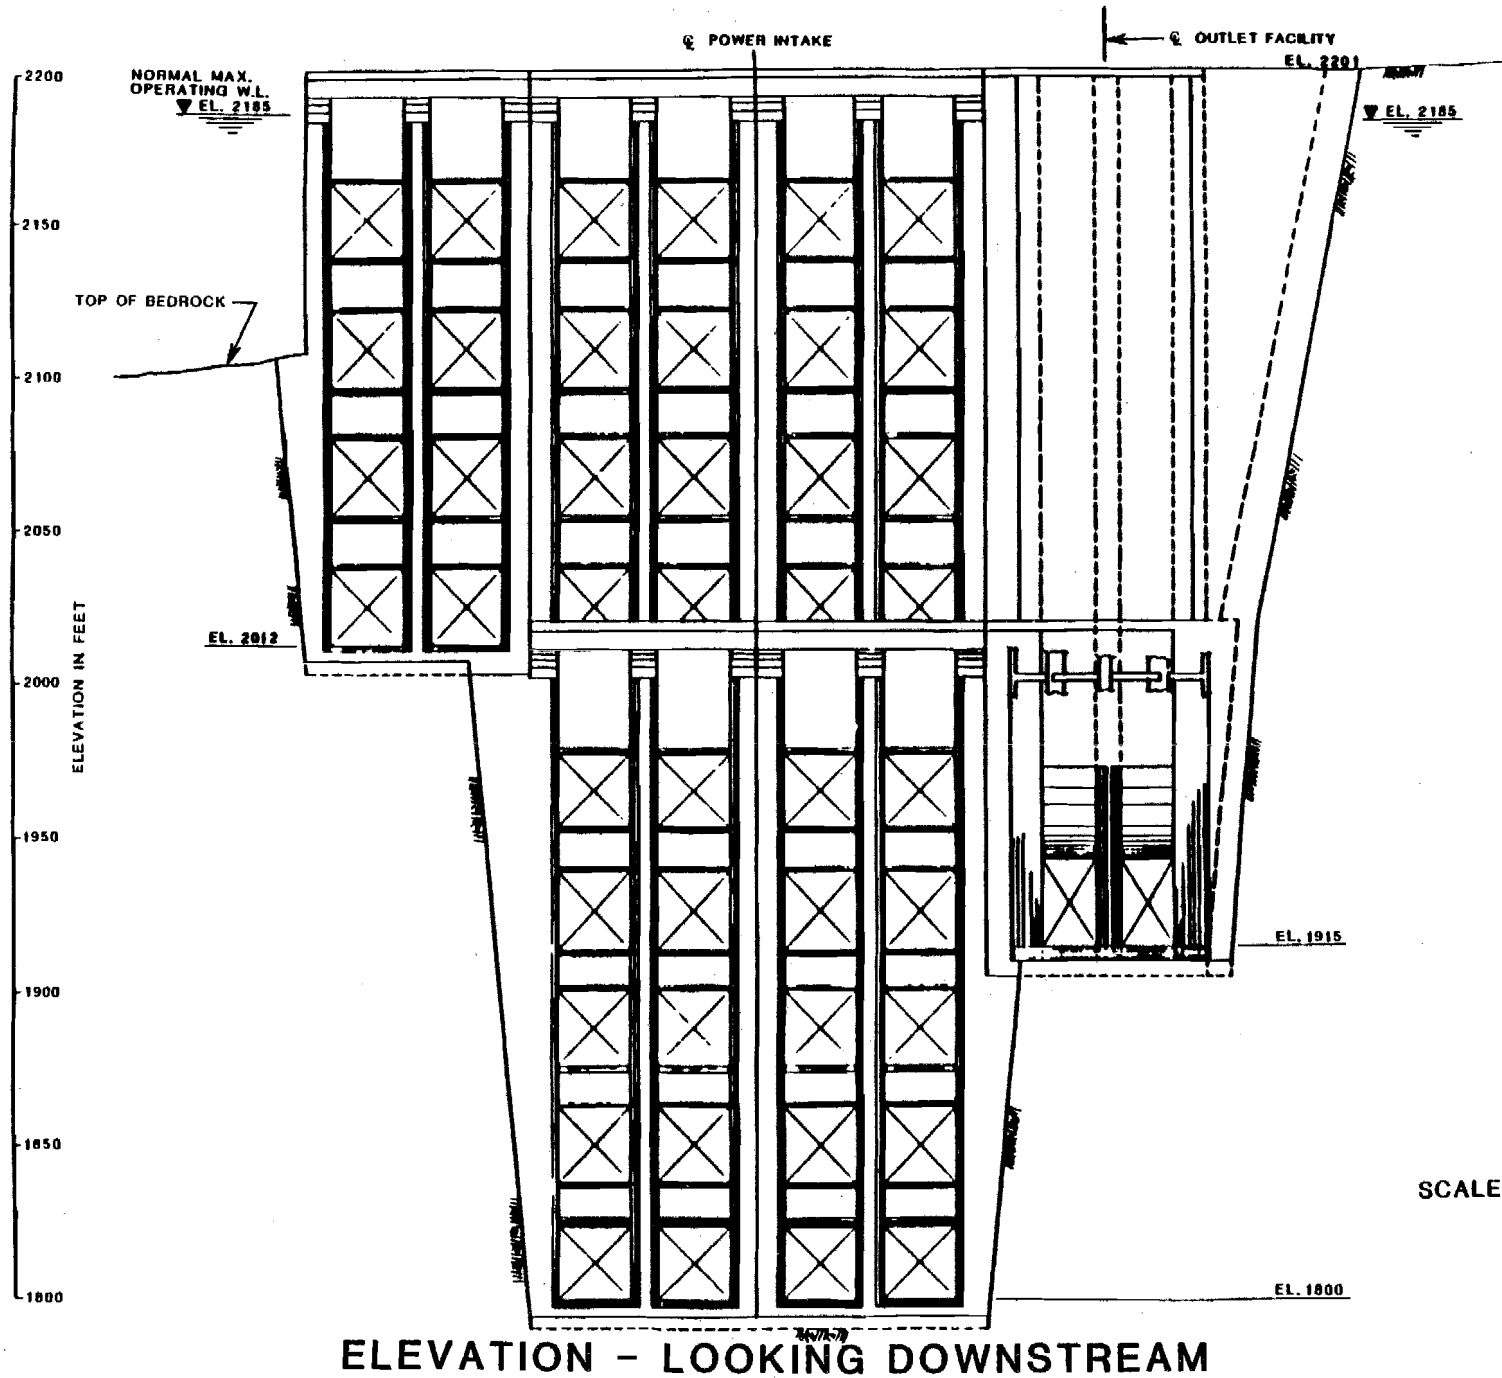 ℄ POWER INTAKE
℄ OUTLET FACILITY
EL. 2201
2200
NORMAL MAX.
OPERATING W.L.
EL. 2185
EL. 2185
2150
TOP OF BEDROCK
2100
2050
EL. 2012
ELEVATION IN FEET
2000
1950
EL. 1915
1900
1850
SCALE
EL. 1800
1800
ELEVATION - LOOKING DOWNSTREAM